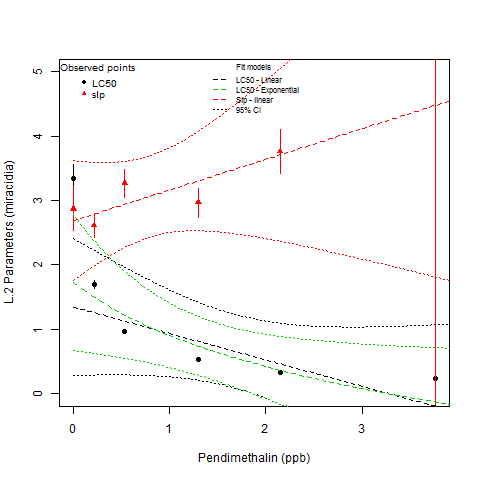 Observed points
LC50
slp
Fit models
LC50 - Linear
LC50 - Exponential
Slp - linear
95% CI
L.2 Parameters (miracidia)
5
4
3
2
1
0
0 1 2 3
Pendimethalin (ppb)